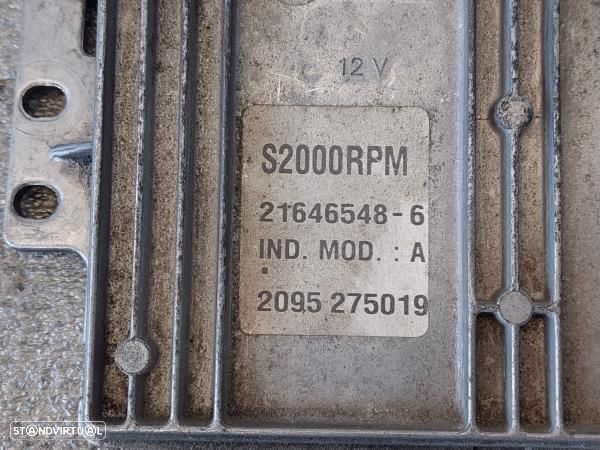 12 V
S2000RPM
21646548-6
IND. MOD. : A
2095 275019
STANDVIRTUAL